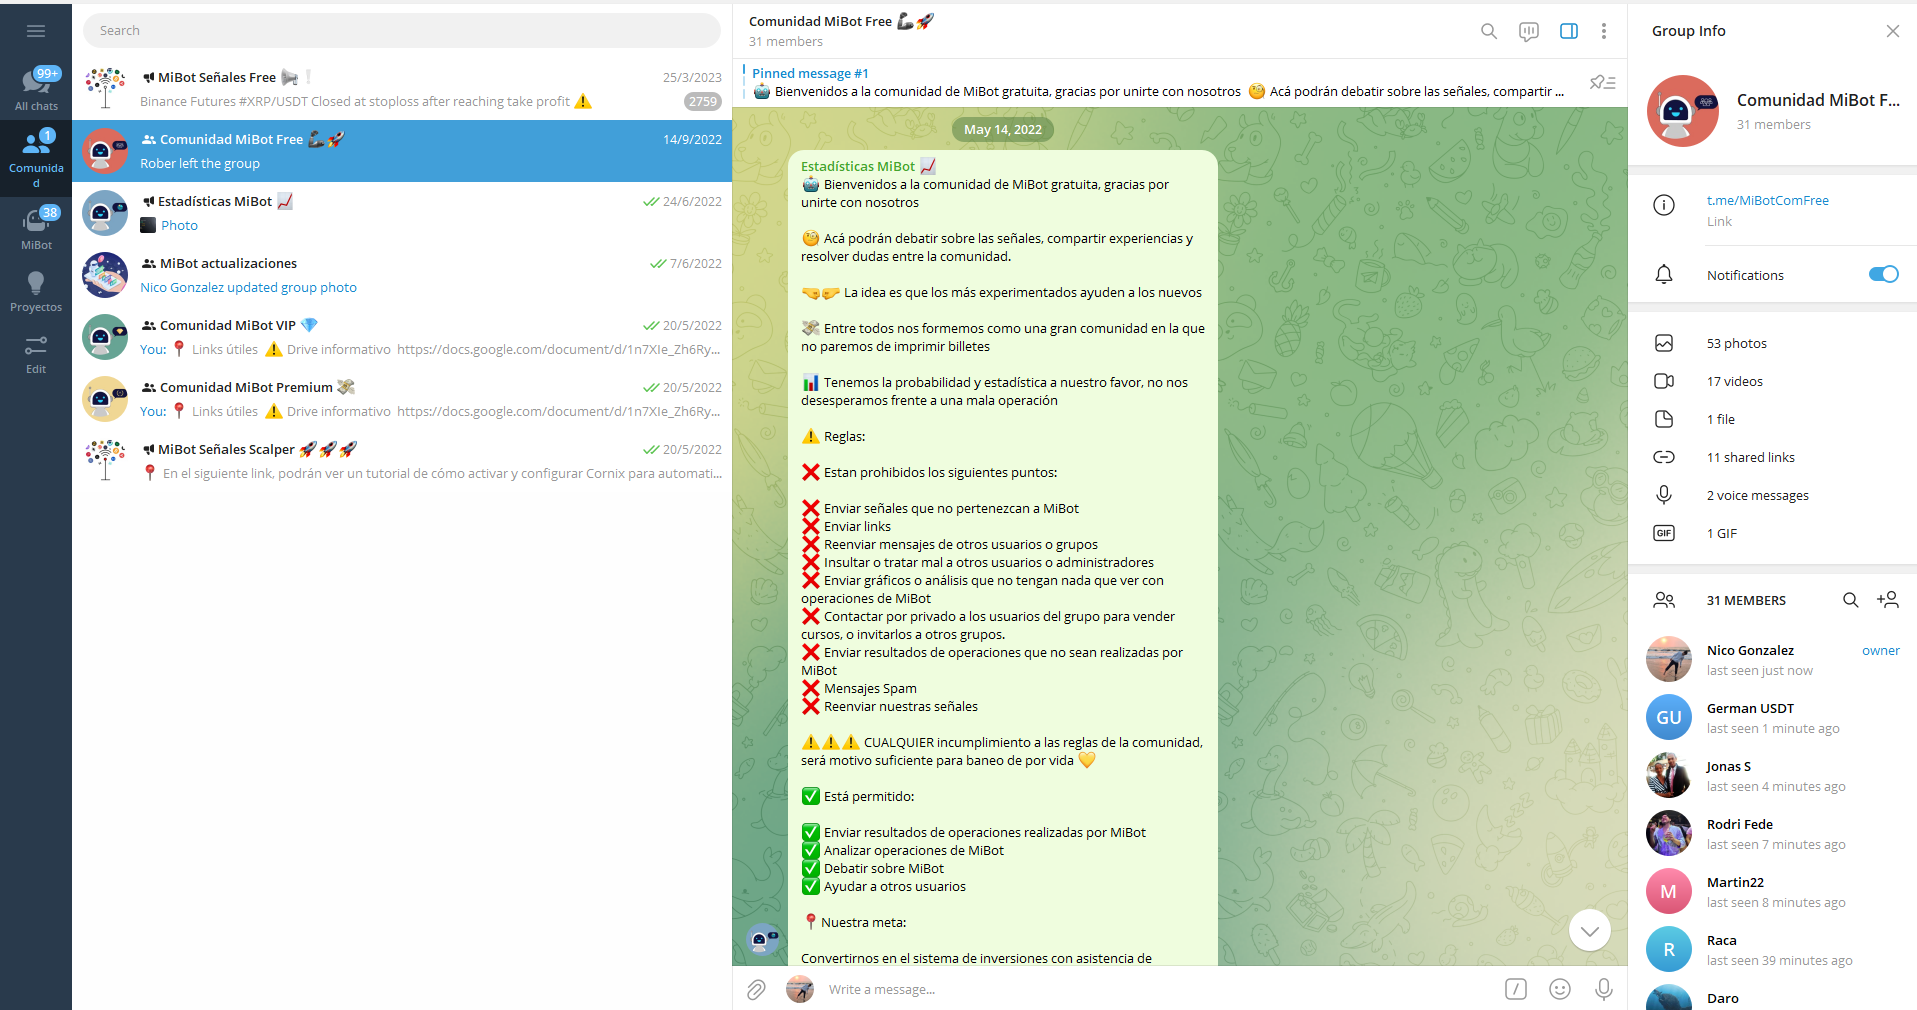 Search
99+
All chats
1
Comunida
d
38
MiBot
Proyectos
Edit
MiBot Señales Free
25/3/2023
Binance Futures #XRP/USDT Closed at stoploss after reaching take profit ⚠️
2759
Comunidad MiBot Free 🦾🚀
14/9/2022
Rober left the group
Estadísticas MiBot 📈
24/6/2022
Photo
MiBot actualizaciones
7/6/2022
Nico Gonzalez updated group photo
Comunidad MiBot VIP 💎
20/5/2022
You: 📍 Links útiles ⚠️ Drive informativo https://docs.google.com/document/d/1n7XIe_Zh6Ry...
Comunidad MiBot Premium 💸
20/5/2022
You: 📍 Links útiles ⚠️ Drive informativo https://docs.google.com/document/d/1n7XIe_Zh6Ry...
MiBot Señales Scalper 🚀🚀🚀
20/5/2022
📍 En el siguiente link, podrán ver un tutorial de cómo activar y configurar Cornix para automati...
Comunidad MiBot Free 🦾🚀
31 members
Pinned message #1
🤖 Bienvenidos a la comunidad de MiBot gratuita, gracias por unirte con nosotros 🧐 Acá podrán debatir sobre las señales, compartir ...
May 14, 2022
Estadísticas MiBot 📈
🤖 Bienvenidos a la comunidad de MiBot gratuita, gracias por
unirte con nosotros
🧐 Acá podrán debatir sobre las señales, compartir experiencias y
resolver dudas entre la comunidad.
🤜🤛 La idea es que los más experimentados ayuden a los nuevos
💸 Entre todos nos formemos como una gran comunidad en la que
no paremos de imprimir billetes
📊 Tenemos la probabilidad y estadística a nuestro favor, no nos
desesperamos frente a una mala operación
⚠️ Reglas:
❌ Estan prohibidos los siguientes puntos:
❌ Enviar señales que no pertenezcan a MiBot
❌ Enviar links
❌ Reenviar mensajes de otros usuarios o grupos
❌ Insultar o tratar mal a otros usuarios o administradores
❌ Enviar gráficos o análisis que no tengan nada que ver con
operaciones de MiBot
❌ Contactar por privado a los usuarios del grupo para vender
cursos, o invitarlos a otros grupos.
❌ Enviar resultados de operaciones que no sean realizadas por
MiBot
❌ Mensajes Spam
❌ Reenviar nuestras señales
⚠️⚠️⚠️ CUALQUIER incumplimiento a las reglas de la comunidad,
será motivo suficiente para baneo de por vida 💛
✅ Está permitido:
✅ Enviar resultados de operaciones realizadas por MiBot
✅ Analizar operaciones de MiBot
✅ Debatir sobre MiBot
✅ Ayudar a otros usuarios
📍Nuestra meta:
Convertirnos en el sistema de inversiones con asistencia de
Write a message...
Group Info
Comunidad MiBot F...
31 members
t.me/MiBotComFree
Link
Notifications
53 photos
17 videos
1 file
11 shared links
2 voice messages
GIF
1 GIF
31 MEMBERS
Nico Gonzalez
owner
last seen just now
GU
German USDT
last seen 1 minute ago
Jonas S
last seen 4 minutes ago
Rodri Fede
last seen 7 minutes ago
M
Martin22
last seen 8 minutes ago
R
Raca
last seen 39 minutes ago
Daro